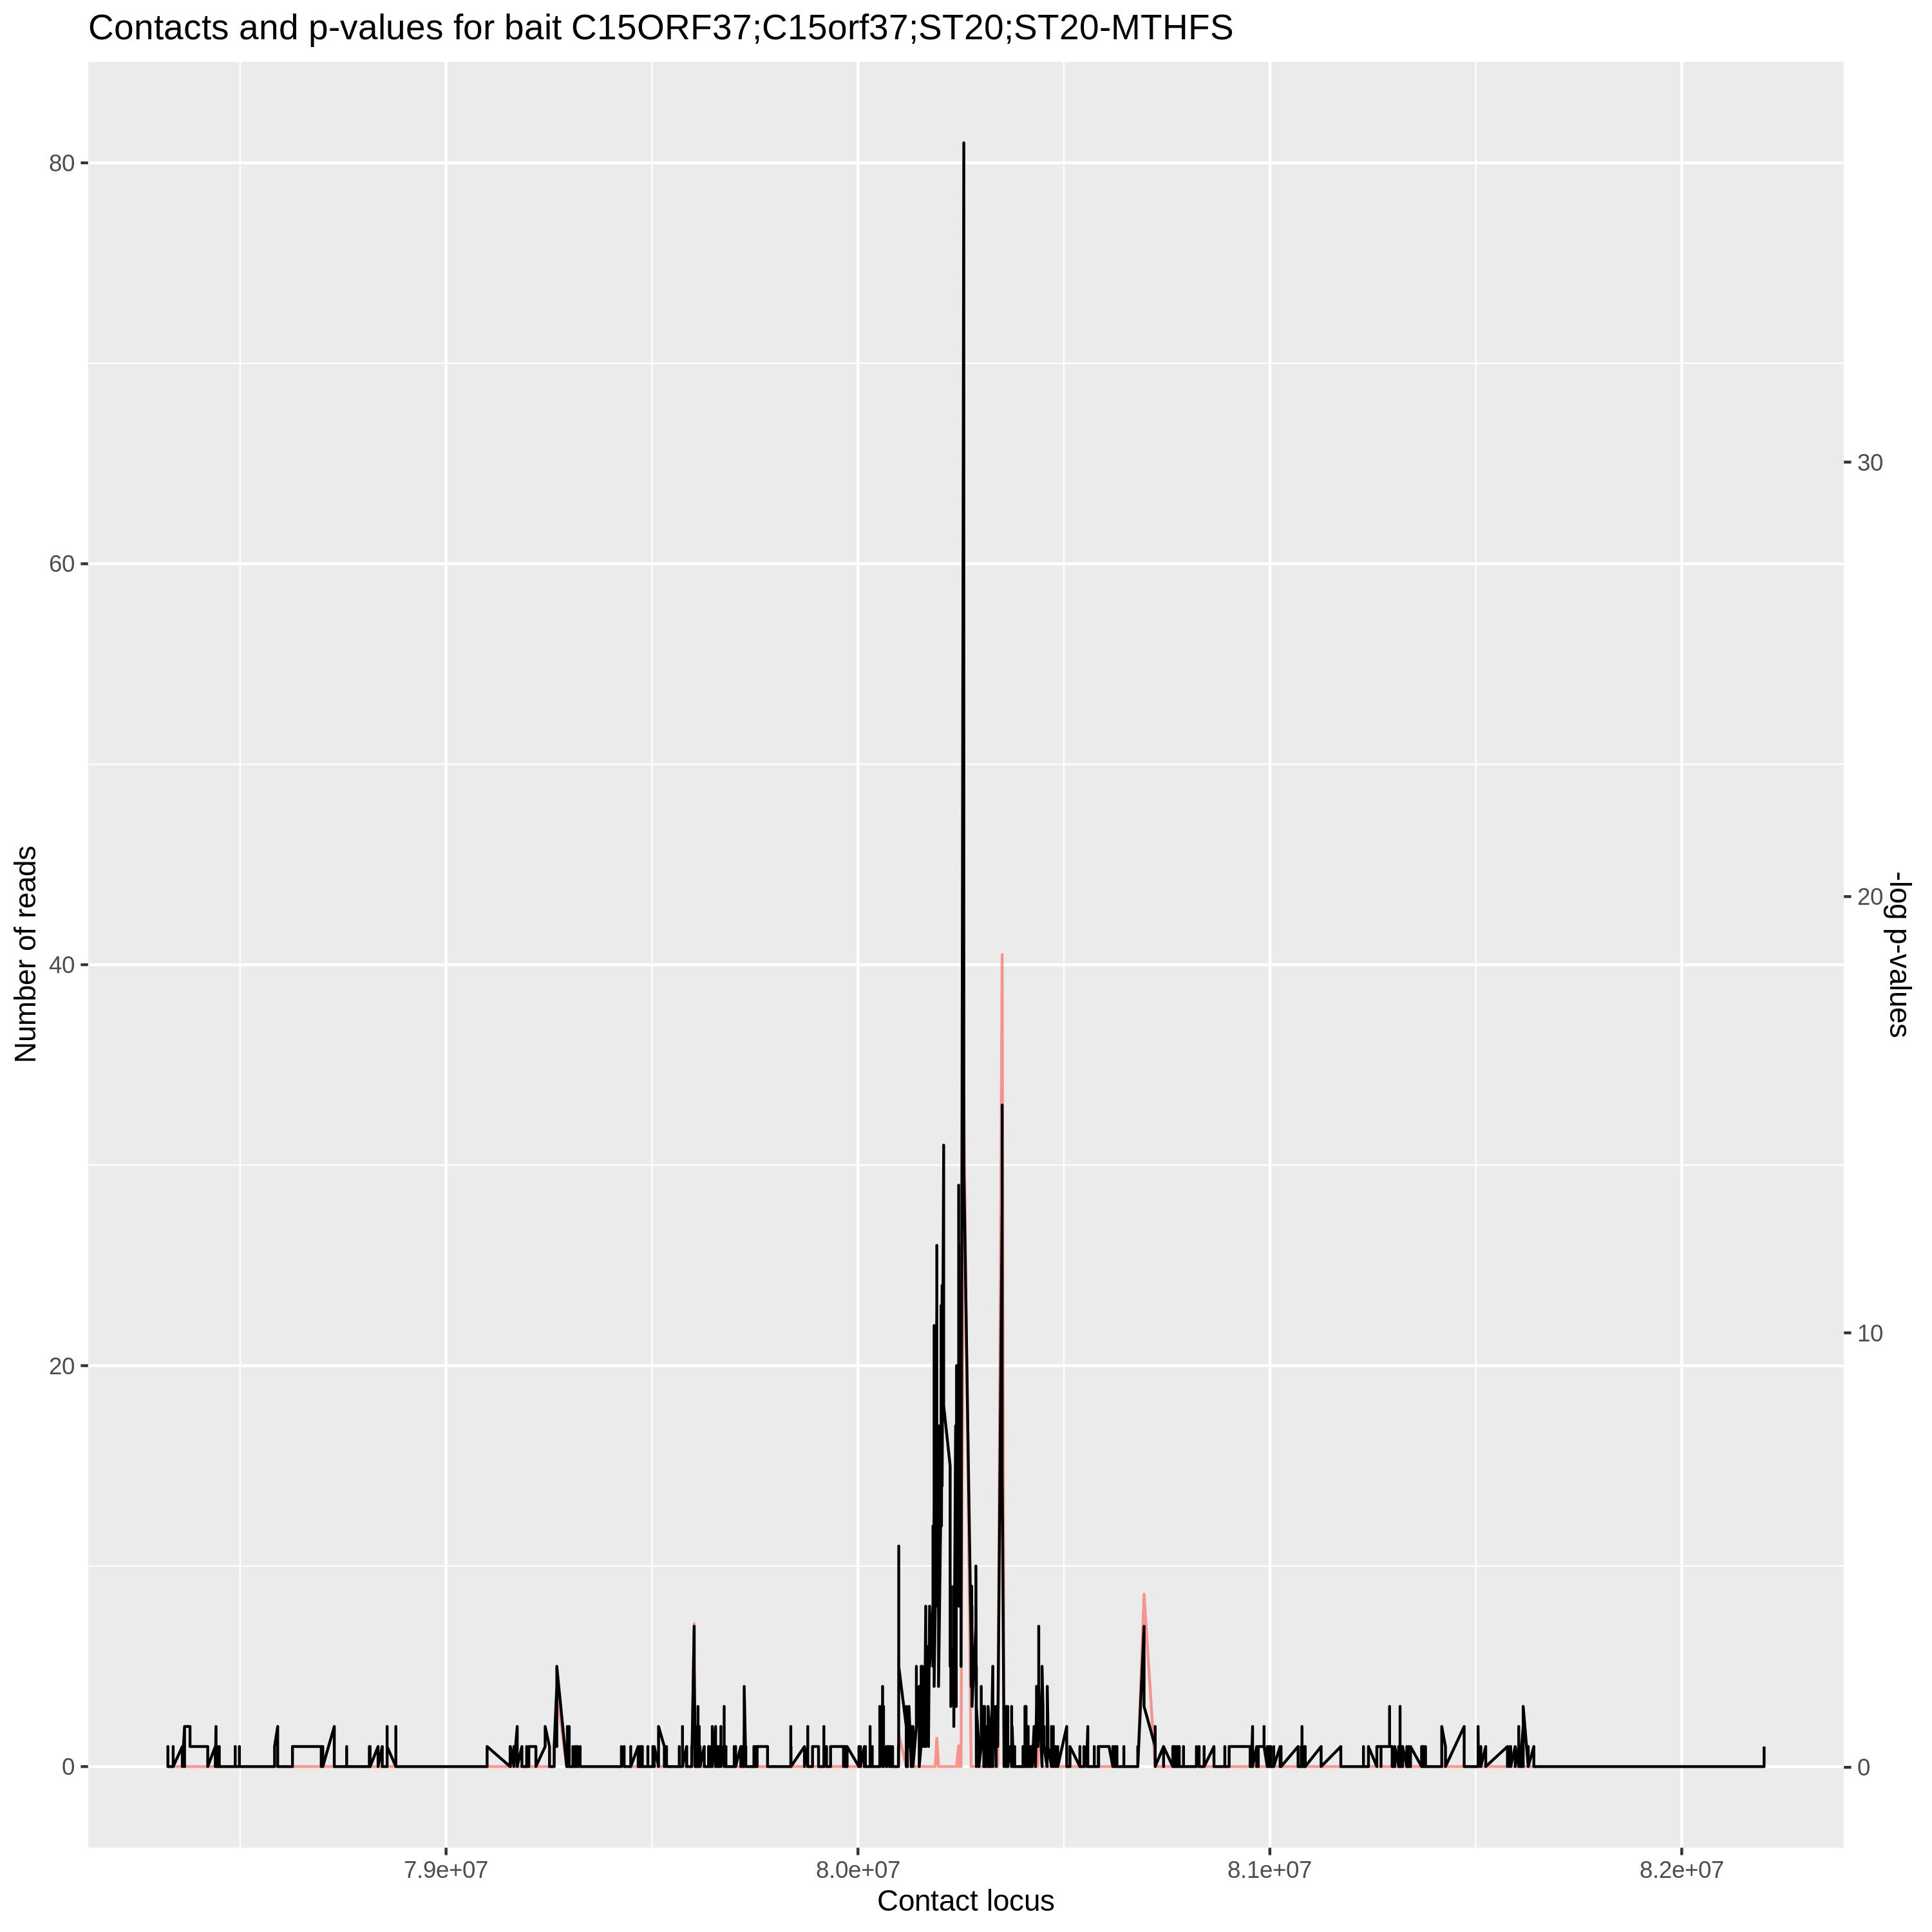 Contacts and p-values for bait C15ORF37;C15orf37;ST20;ST20-MTHFS
80
60
40
20
0
Number of reads
30
20
10
0
-log p-values
7.9e+07
8.0e+07
8.1e+07
8.2e+07
Contact locus